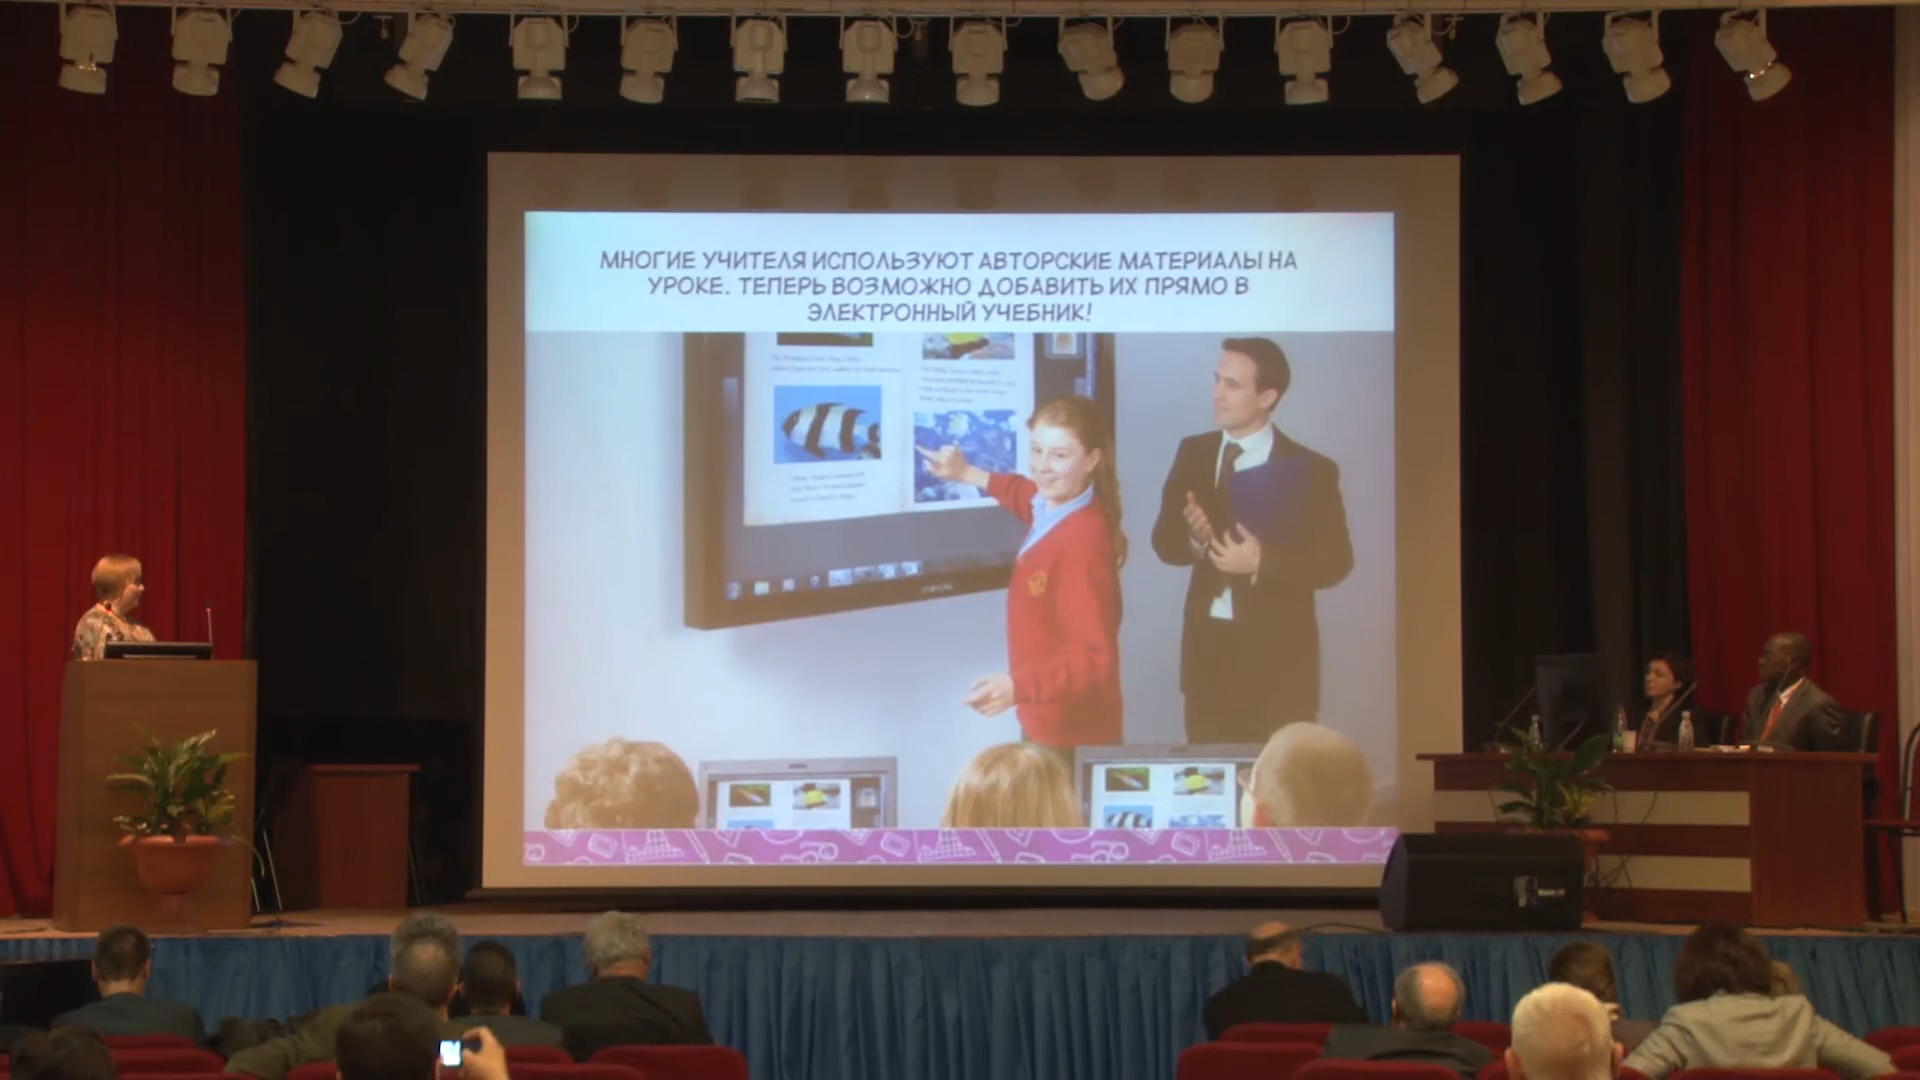 МНОГИЕ УЧИТЕЛЯ ИСПОЛЬЗУЮТ АВТОРСКИЕ МАТЕРИАЛЫ НА
УРОКЕ. ТЕПЕРЬ ВОЗМОЖНО ДОБАВИТЬ ИХ ПРЯМО В
ЭЛЕКТРОННЫЙ УЧЕБНИК!